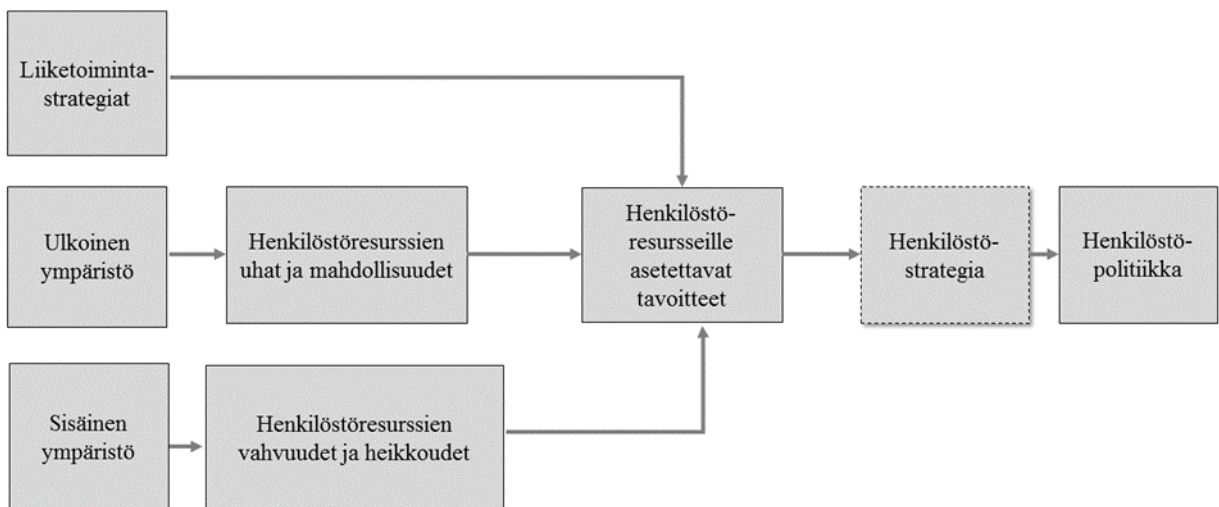 Liiketoiminta-
strategiat
Ulkoinen
ympäristö
Henkilöstöresurssien
uhat ja mahdollisuudet
Henkilöstö-
resursseille
asetettavat
tavoitteet
Henkilöstö-
strategia
Henkilöstö-
politiikka
Sisäinen
ympäristö
Henkilöstöresurssien
vahvuudet ja heikkoudet